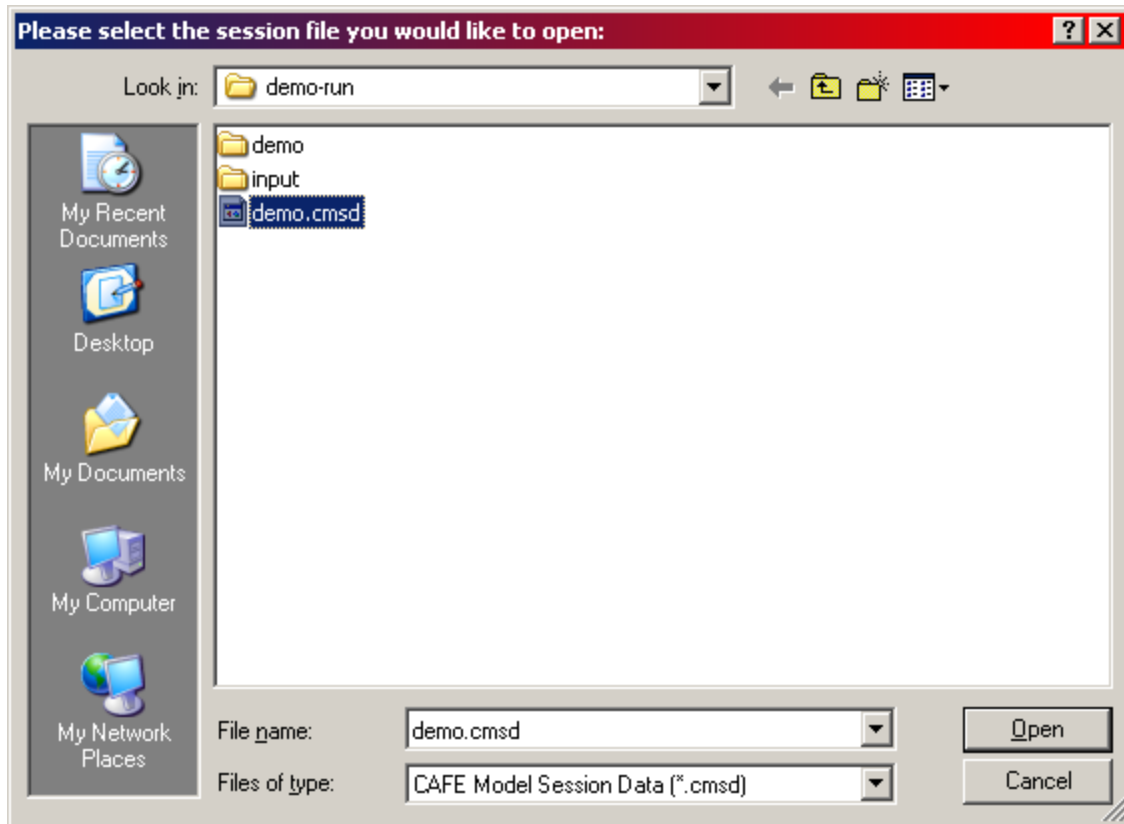 Please select the session file you would like to open:
?
Look in:
demo-run
demo
input
demo.cmsd
My Recent
Documents
Desktop
My Documents
My Computer
My Network
Places
File name:
demo.cmsd
Open
Files of type:
CAFE Model Session Data (*.cmsd)
Cancel